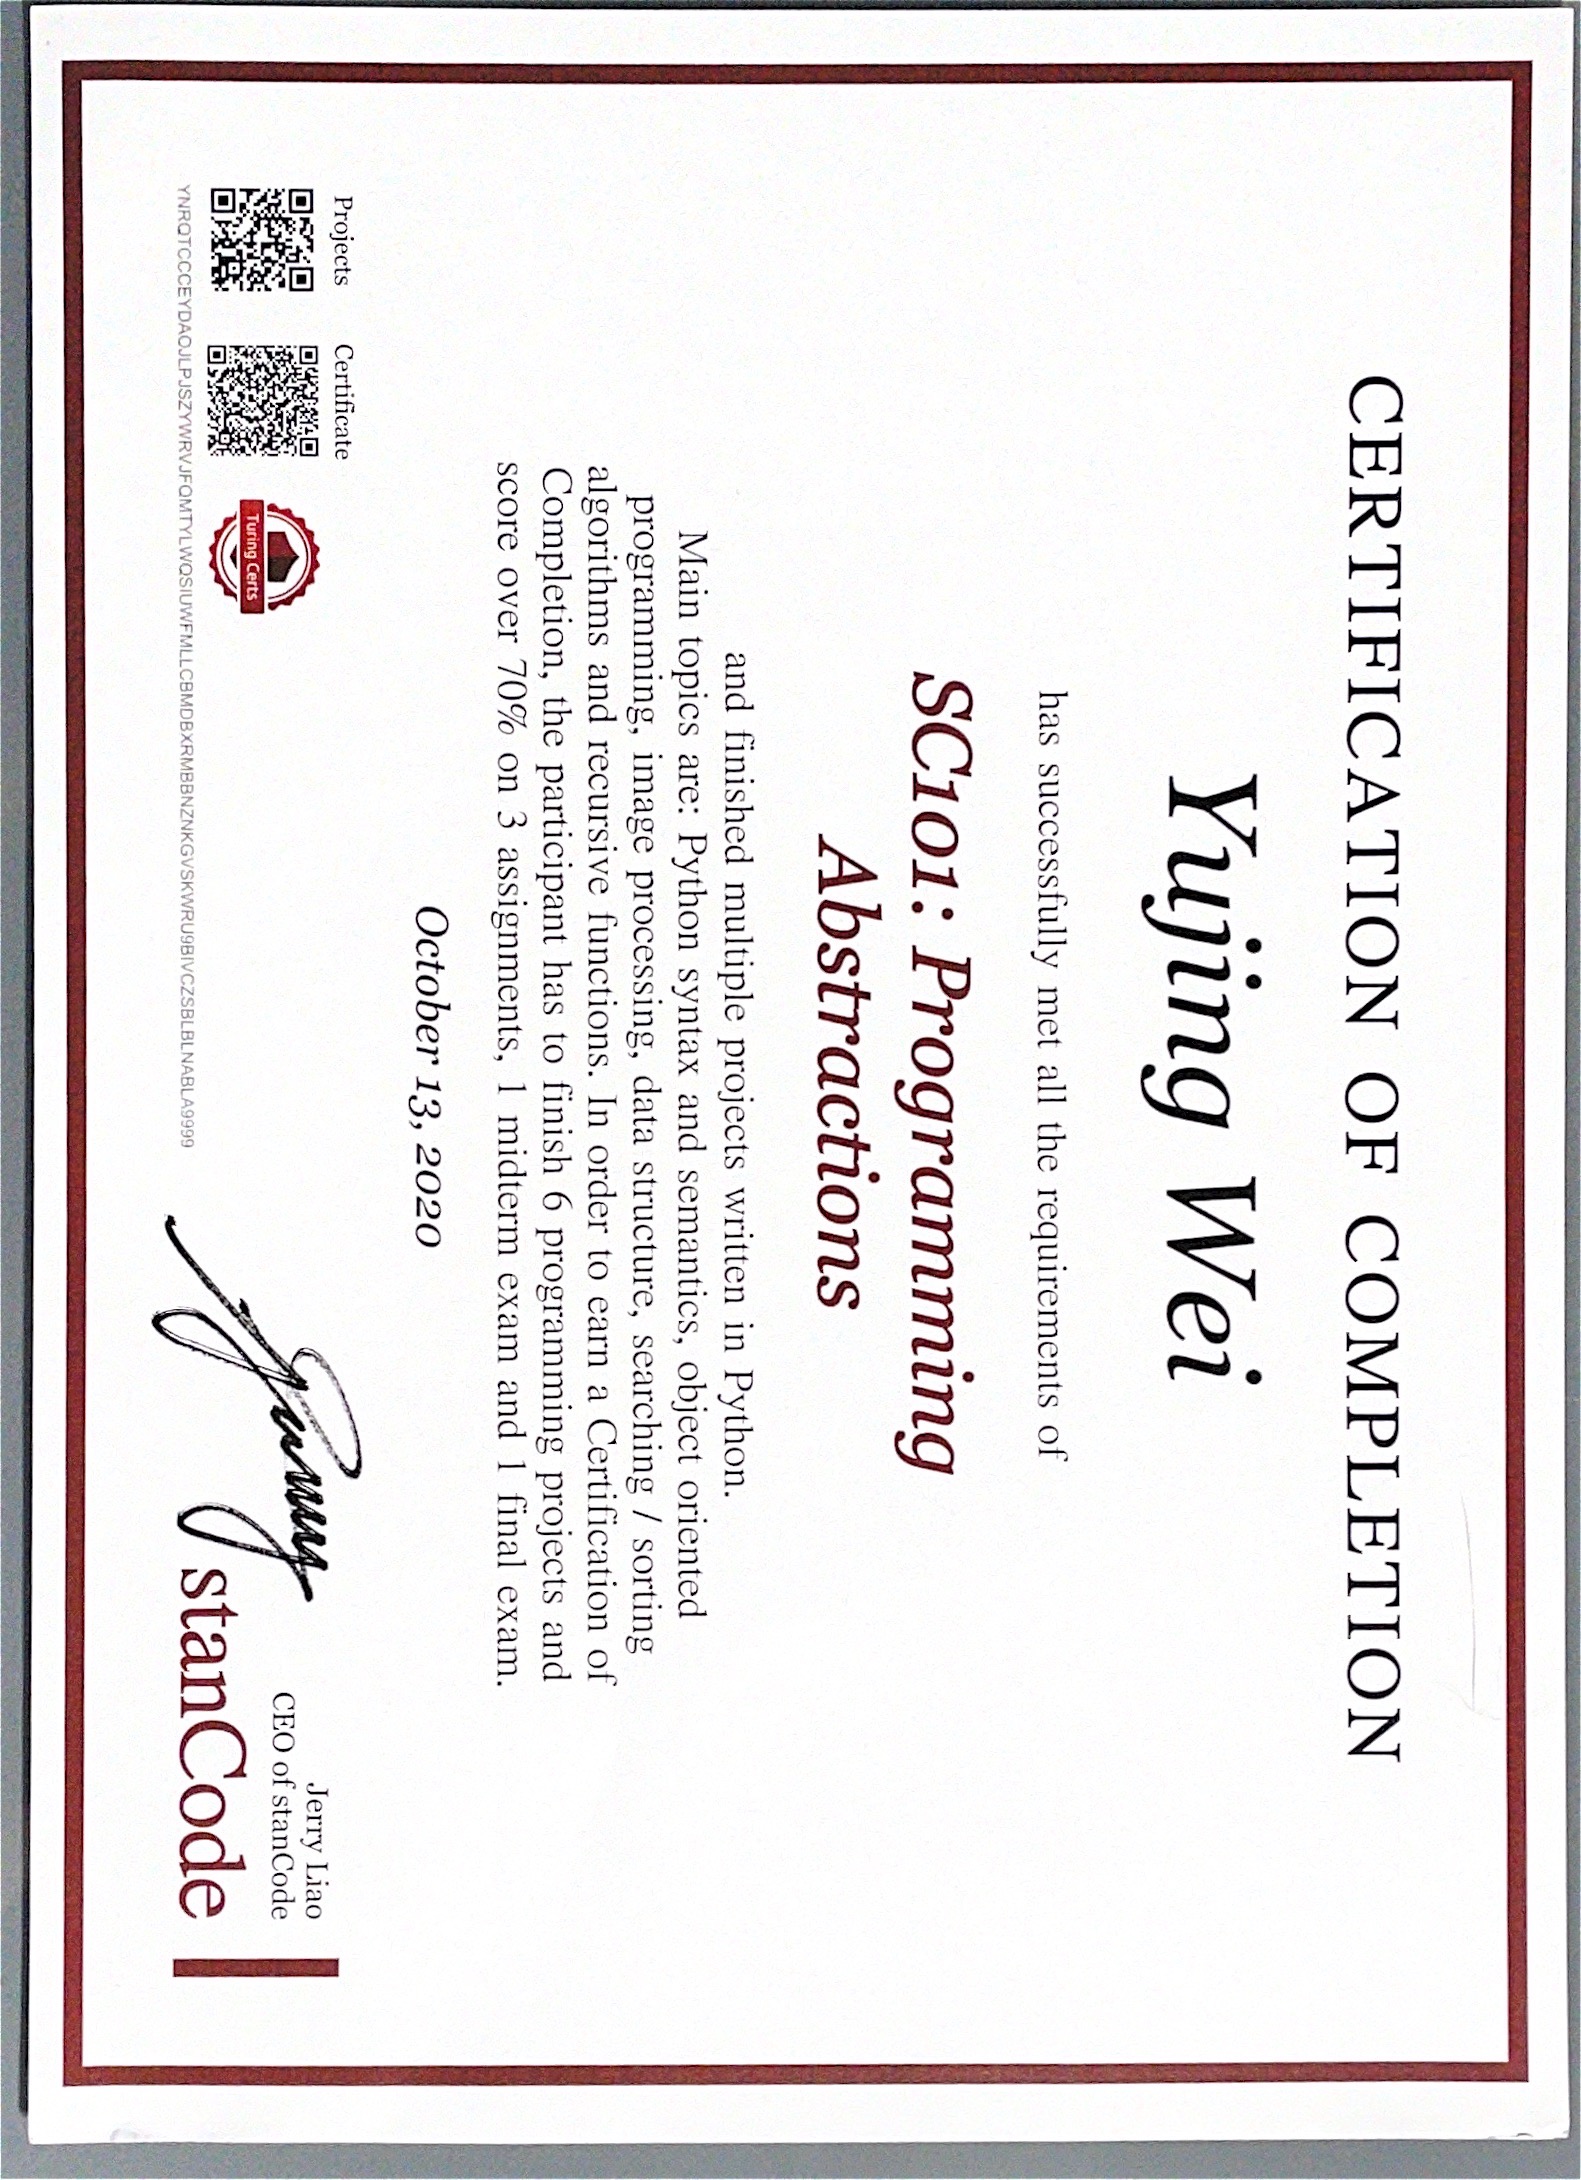 CERTIFICATION OF COMPLETION
Yujing Wei
has successfully met all the requirements of
SC101: Programming
Abstractions
and finished multiple projects written in Python.
Main topics are: Python syntax and semantics, object oriented
programming, image processing, data structure, searching / sorting
algorithms and recursive functions. In order to earn a Certification of
Completion, the participant has to finish 6 programming projects and
score over 70% on 3 assignments, 1 midterm exam and 1 final exam.
October 13, 2020
Projects Certificate
Turing Certs
YNRQTCCCEYDAOJLPJSZYWRVJFQMTYLWQSIUWFMLLCBMDBXRMBBNZNKGVSKWRU9BIVCZSBLBLNABLA9999
Jerry Liao
CEO of stanCode
stanCode